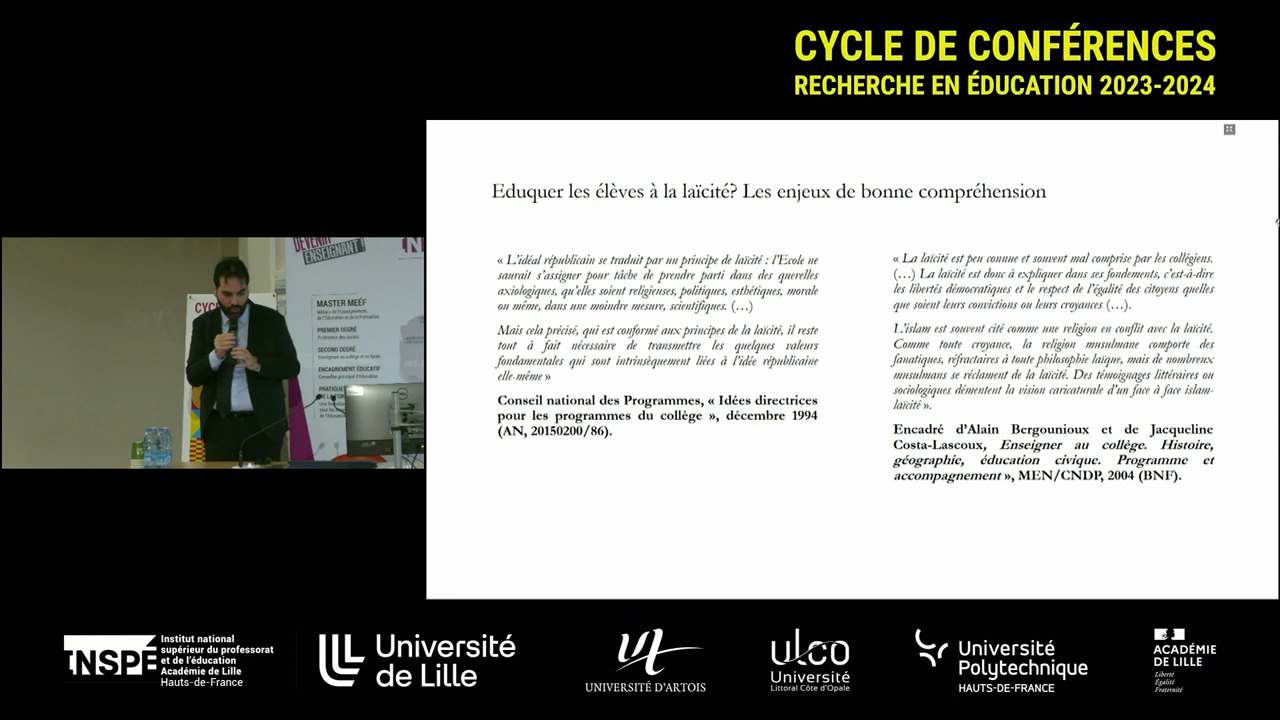 CYCLE DE CONFÉRENCES
RECHERCHE EN ÉDUCATION 2023-2024
Eduquer les élèves à la laïcité? Les enjeux de bonne compréhension
« L'idéal républicain se traduit par un principe de laïcité : l'Ecole ne
saurait s'assigner pour tâche de prendre parti dans des querelles
axiologiques, qu'elles soient religieuses, politiques, esthétiques, morale
ou même, dans une moindre mesure, scientifiques. (…)
Mais cela précisé, qui est conformé aux principes de la laïcité, il reste
tout à fait nécessaire de transmettre les quelques valeurs
fondamentales qui sont intrinsèquement liées à l'idée républicaine
elle-même »
Conseil national des Programmes, « Idées directrices
pour les programmes du collège », décembre 1994
(AN, 20150200/86).
« La laïcité est peu connue et souvent mal comprise par les collégiens.
(…) La laïcité est donc à expliquer dans ses fondements, c'est-à-dire
les libertés démocratiques et le respect de l'égalité des citoyens quelles
que soient leurs convictions ou leurs croyances (…).
L'islam est souvent cité comme une religion en conflit avec la laïcité.
Comme toute croyance, la religion musulmane comporte des
fanatiques, réfractaires à toute philosophie laïque, mais de nombreux
musulmans se réclament de la laïcité. Des témoignages littéraires ou
sociologiques démentent la vision caricaturale d'un face à face islam-
laïcité ».
Encadré d'Alain Bergounioux et de Jacqueline
Costa-Lascoux, Enseigner au collège. Histoire,
géographie, éducation civique. Programme et
accompagnement », MEN/CNDP, 2004 (BNF).
DEVENIR
ENSEIGNANT !
CYC
MASTER MEÉF
PREMIER DEGRÉ
SECOND DEGRÉ
ENCADREMENT ÉDUCATIF
PRATIQUES
INSPÉ
Institut national
supérieur du professorat
et de l'éducation
Académie de Lille
Hauts-de-France
Université
de Lille
UNIVERSITÉ D'ARTOIS
ulco
Université
Littoral Côte d'Opale
Université
Polytechnique
HAUTS-DE-FRANCE
ACADÉMIE
DE LILLE
Liberté
Égalité
Fraternité